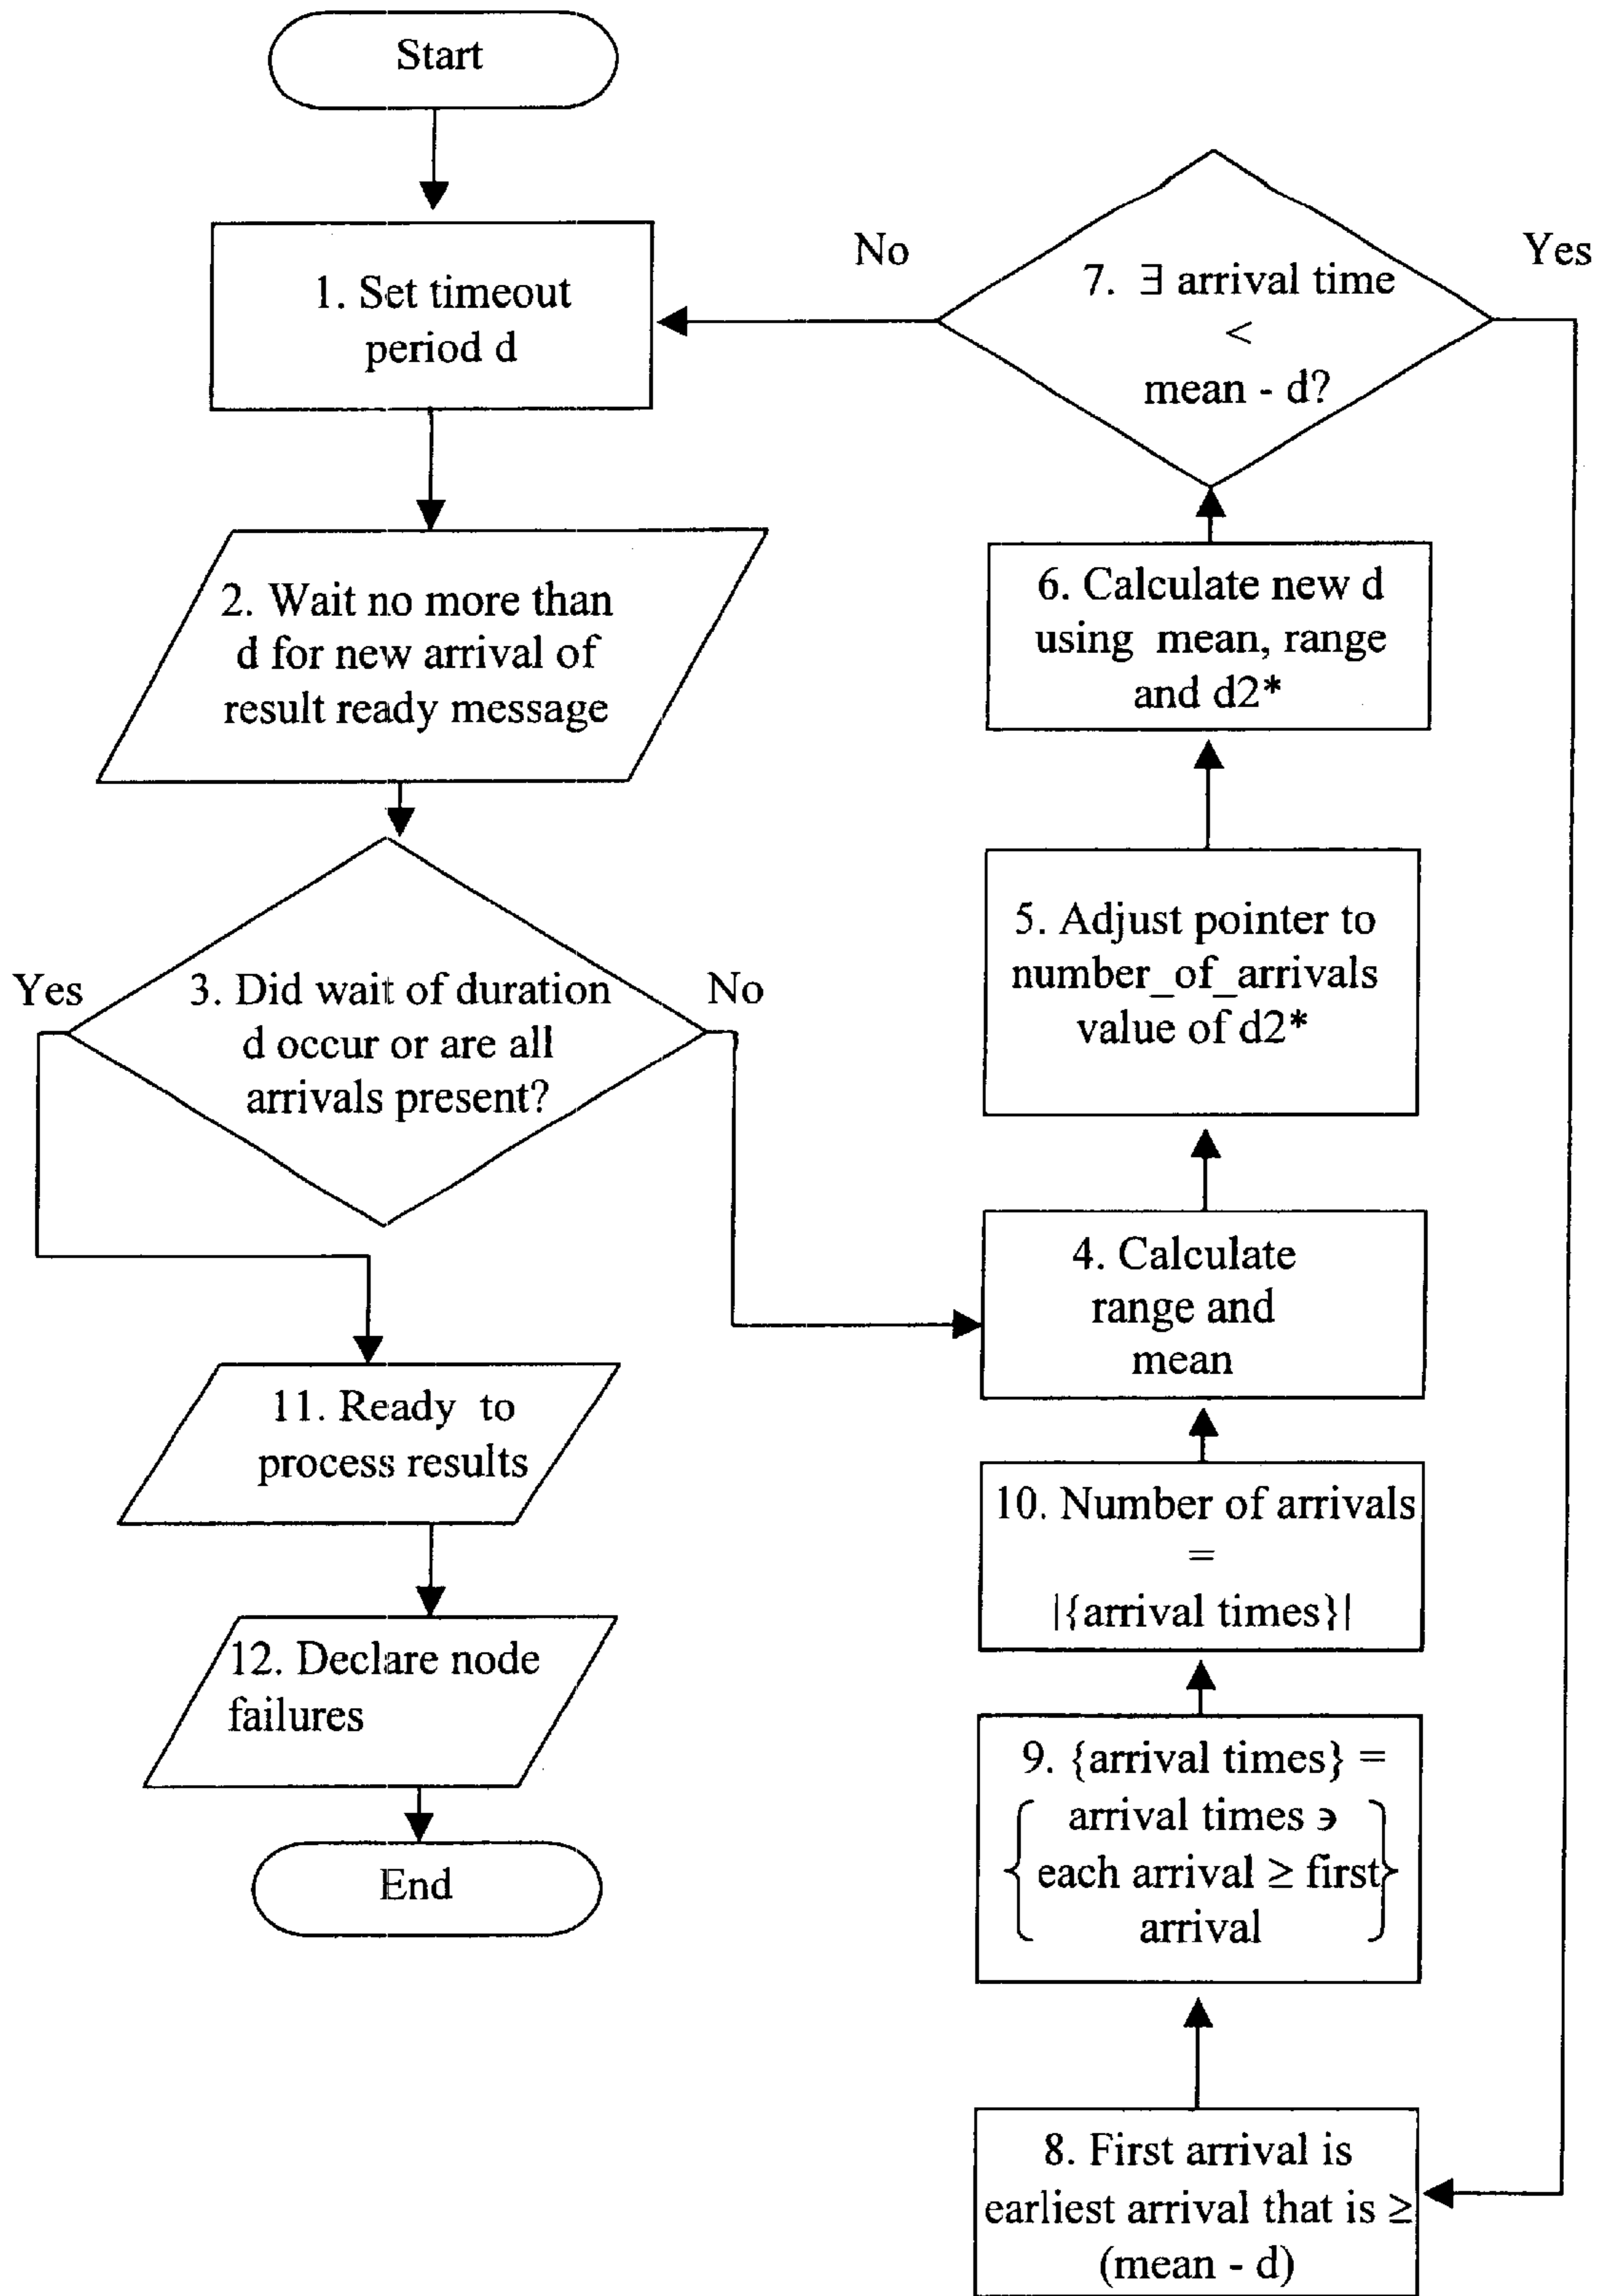 Start
1. Set timeout
period d
2. Wait no more than
d for new arrival of
result ready message
Yes
3. Did wait of duration
d occur or are all
arrivals present?
No
11. Ready to
process results
12. Declare node
failures
End
No
7. ∃ arrival time
<
mean - d?
Yes
6. Calculate new d
using mean, range
and d2*
5. Adjust pointer to
number_of_arrivals
value of d2*
4. Calculate
range and
mean
10. Number of arrivals
=
|{arrival times}|
9. {arrival times} =
{ arrival times ∍ }
each arrival ≥ first
arrival
8. First arrival is
earliest arrival that is ≥
(mean - d)